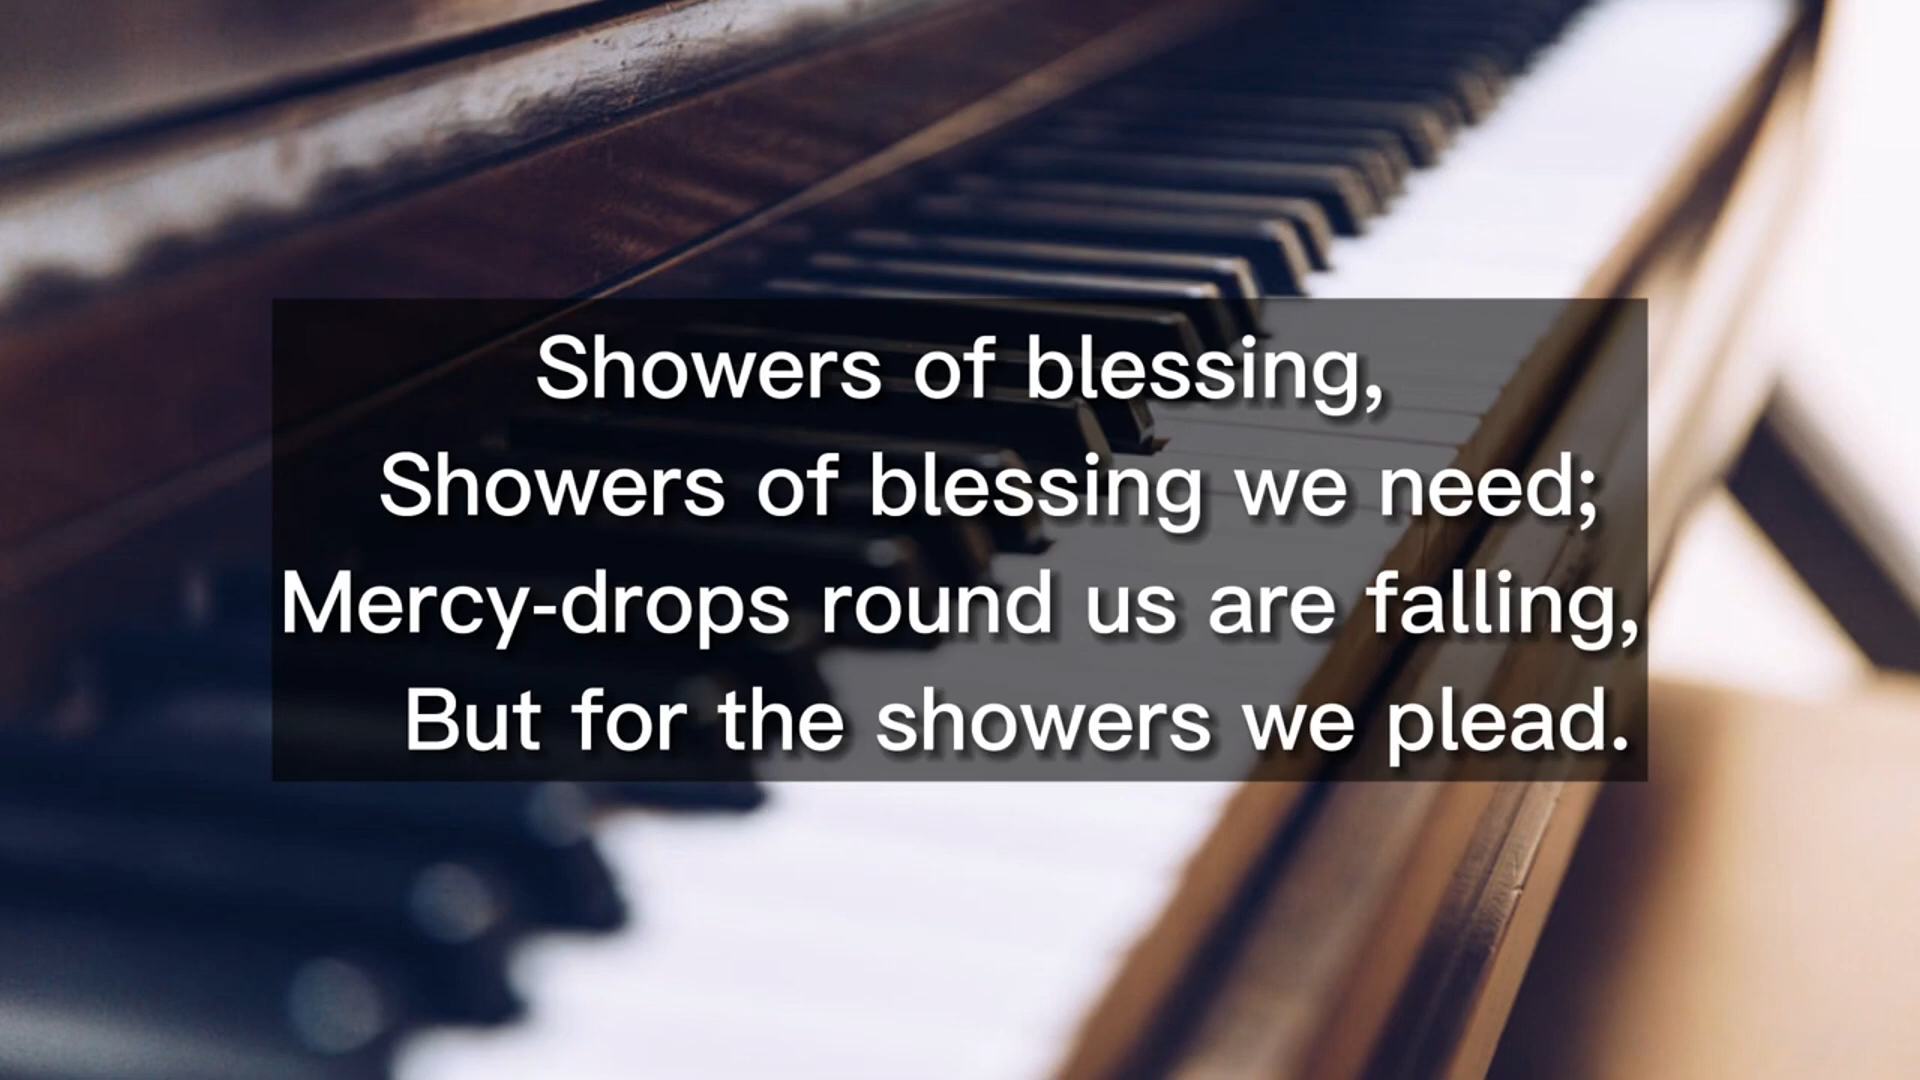 Showers of blessing,
Showers of blessing we need;
Mercy-drops round us are falling,
But for the showers we plead.